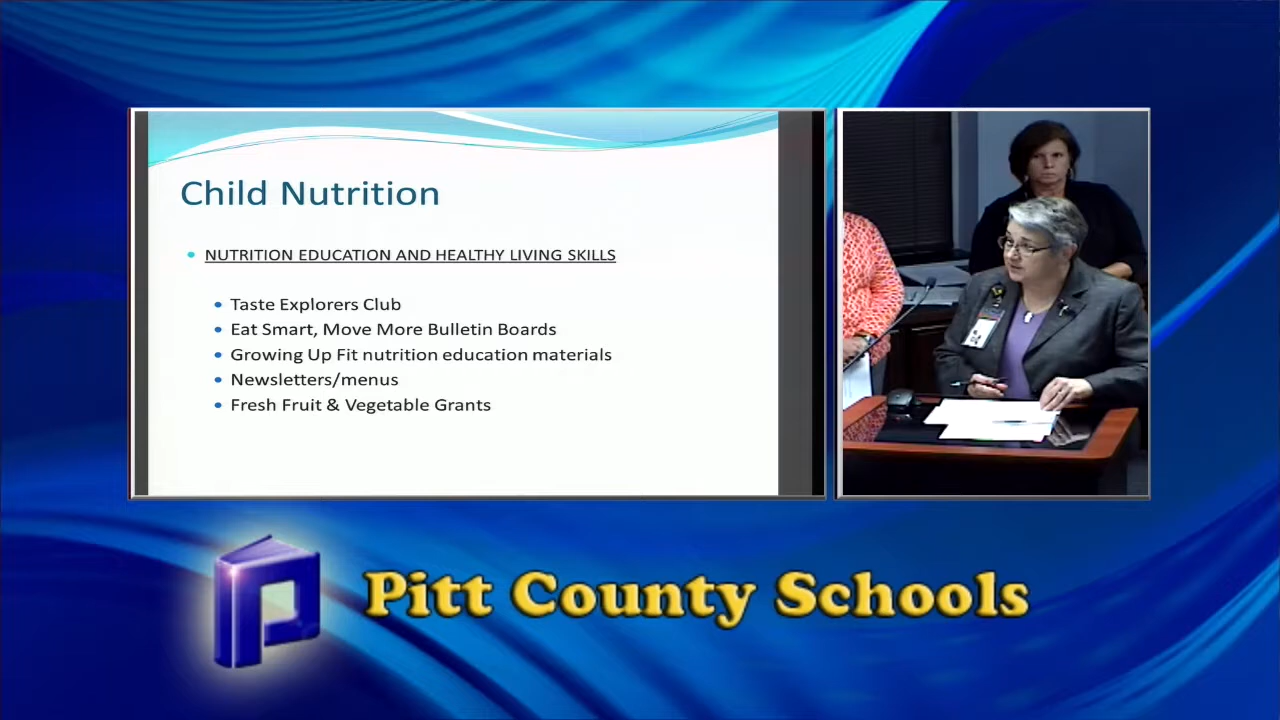 Child Nutrition
NUTRITION EDUCATION AND HEALTHY LIVING SKILLS
Taste Explorers Club
Eat Smart, Move More Bulletin Boards
Growing Up Fit nutrition education materials
Newsletters/menus
Fresh Fruit & Vegetable Grants
Pitt County Schools